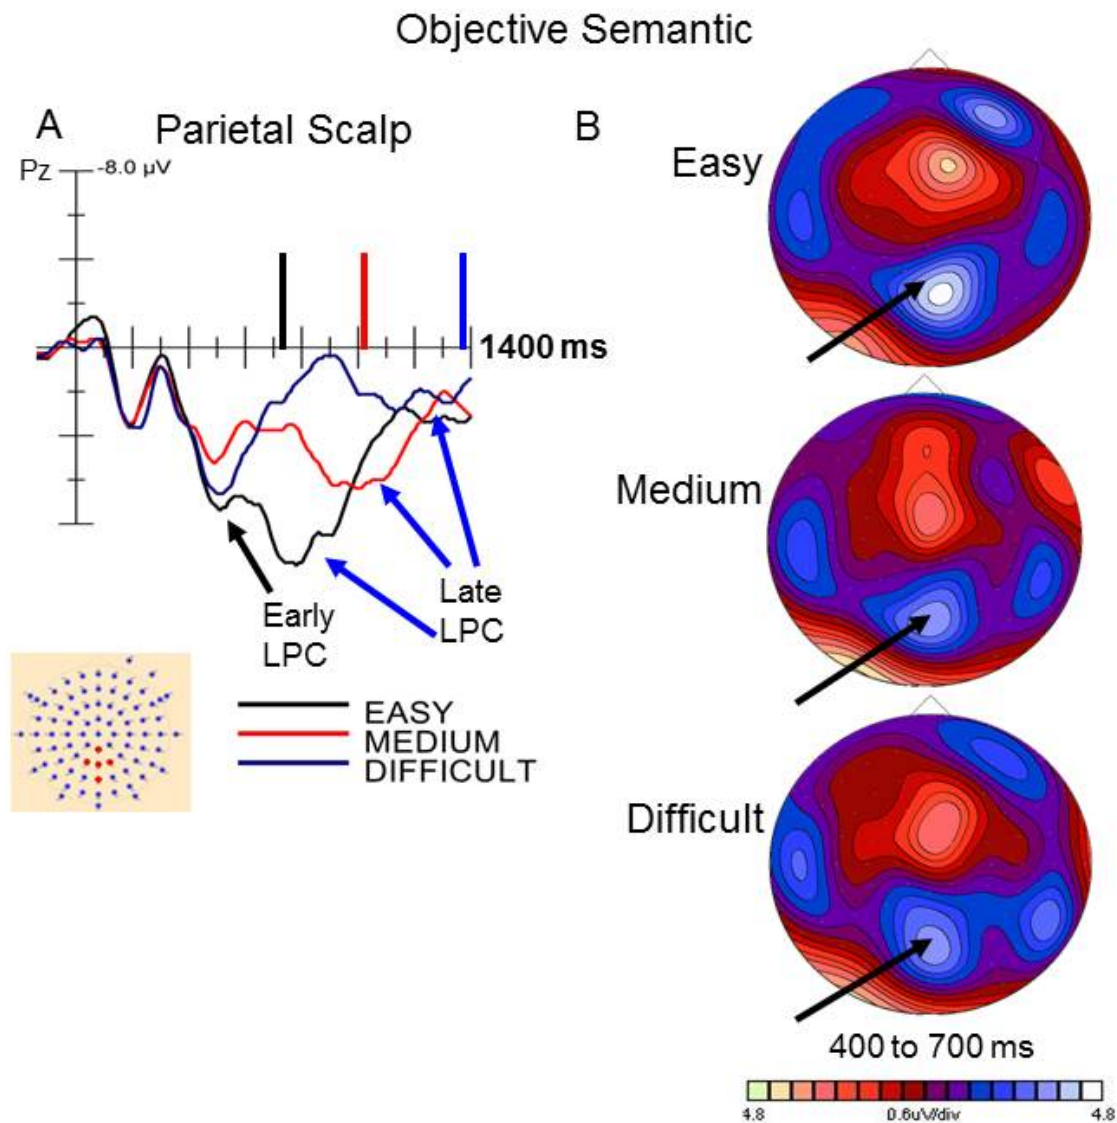 Objective Semantic
A
Parietal Scalp
Pz
-8.0 µV
1400 ms
Early
LPC
Late
LPC
EASY
MEDIUM
DIFFICULT
B
Easy
Medium
Difficult
400 to 700 ms
4.8
0.6uV/div
4.8